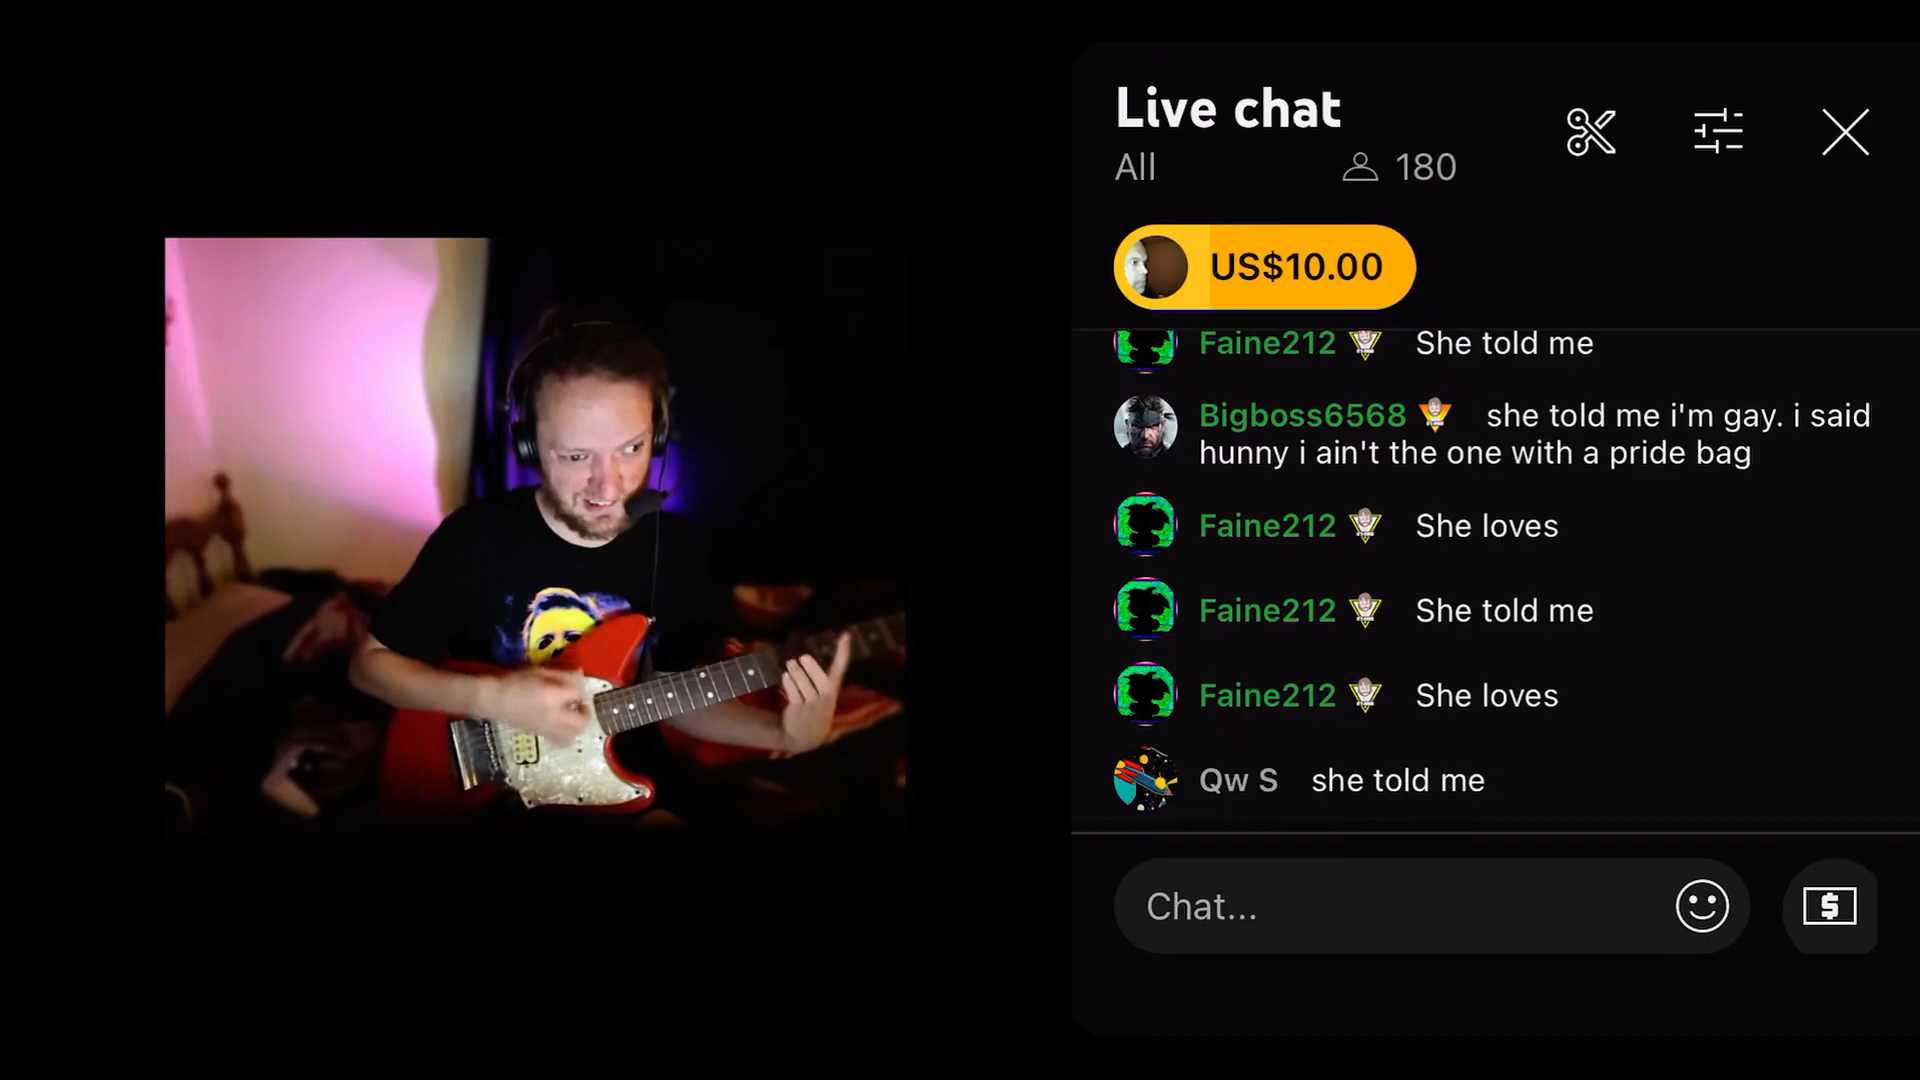 Live chat
All 180
US$10.00
Faine212 She told me
Bigboss6568 she told me i'm gay. i said
hunny i ain't the one with a pride bag
Faine212 She loves
Faine212 She told me
Faine212 She loves
Qw S she told me
Chat...
$